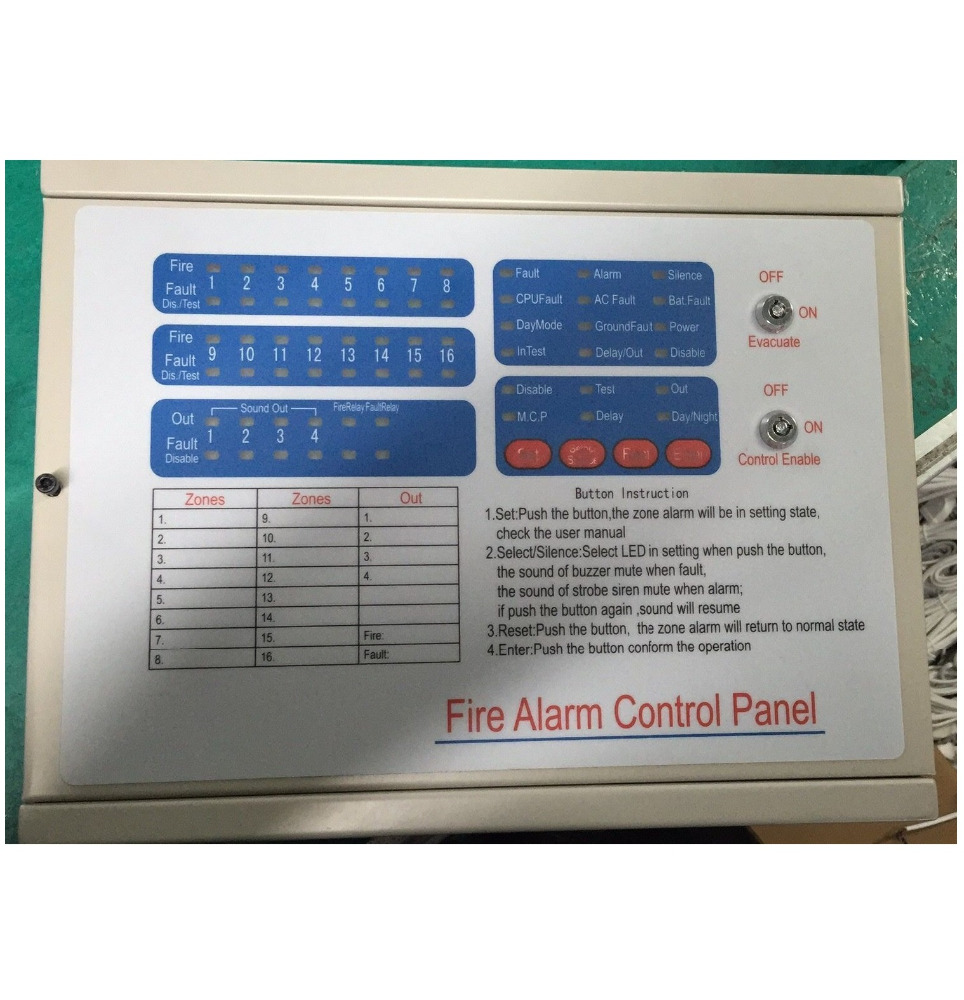 Fire
1 2 3 4 5 6 7 8
Fault
Dis./Test
Fire
9 10 11 12 13 14 15 16
Fault
Dis./Test
Sound Out FireRelay FaultRelay
Out
1 2 3 4
Fault
Disable
Fault Alarm Silence
CPUFault AC Fault Bat.Fault
DayMode GroundFault Power
InTest Delay/Out Disable
Disable Test Out
M.C.P Delay Day/Night
OFF
ON
Evacuate
OFF
ON
Control Enable
Zones Zones Out
1. 9. 1.
2. 10. 2.
3. 11. 3.
4. 12. 4.
5. 13.
6. 14.
7. 15. Fire:
8. 16. Fault:
Button Instruction
1.Set:Push the button,the zone alarm will be in setting state,
check the user manual
2.Select/Silence:Select LED in setting when push the button,
the sound of buzzer mute when fault,
the sound of strobe siren mute when alarm;
if push the button again ,sound will resume
3.Reset:Push the button, the zone alarm will return to normal state
4.Enter:Push the button conform the operation
Fire Alarm Control Panel